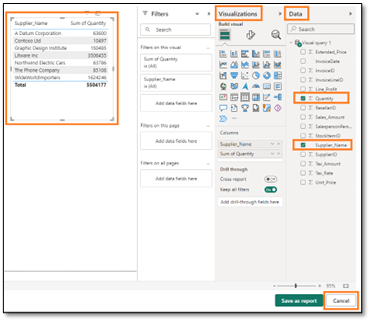 Supplier_Name Sum of Quantity
A Datum Corporation 63600
Contoso Ltd 10497
Graphic Design Institute 150485
Litware Inc 3506455
Northwind Electric Cars 63786
The Phone Company 85108
WideWorldImporters 1624246
Total 5504177
Filters
Search
Filters on this visual
Quantity
is (All)
Supplier_Name
is (All)
Add data fields here
Filters on this page
Add data fields here
Filters on all pages
Add data fields here
Visualizations
Build visual
Columns
Supplier_Name
Sum of Quantity
Drill through
Cross report
Keep all filters
On
Add drill-through fields here
Data
Search
Visual query 1
Extended_Price
InvoiceDate
InvoiceID
InvoiceLineID
Line_Profit
Quantity
ResellerID
Sales_Amount
SalespersonPers...
StockItemID
Supplier_Name
SupplierID
Tax_Amount
Tax_Rate
Unit_Price
Save as report
Cancel